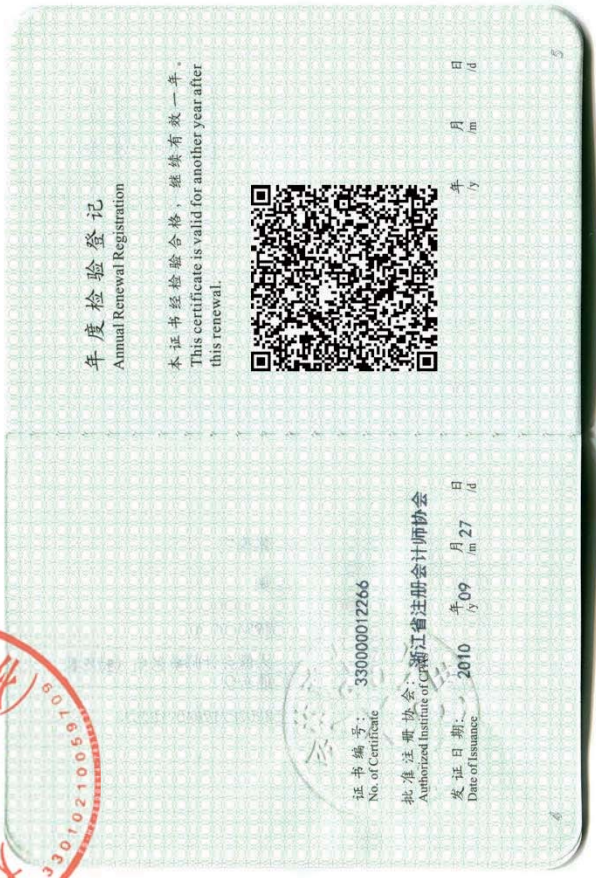 证书编号: 330000012266
No. of Certificate
批准注册协会: 浙江省注册会计师协会
Authorized Institute of CPAs
发证日期: 2010 年 09 月 27 日
Date of Issuance /y /m /d
4
年度检验登记
Annual Renewal Registration
本证书经检验合格，继续有效一年。
This certificate is valid for another year after
this renewal.
年 月 日
/y /m /d
5